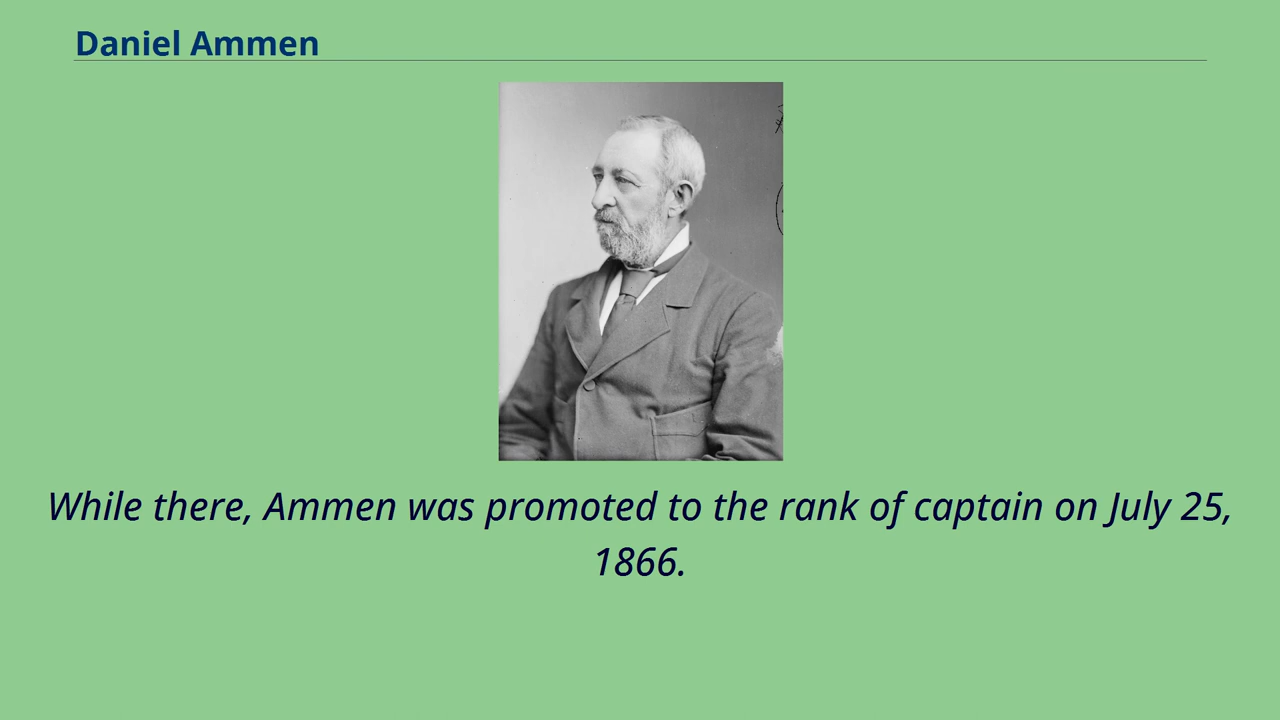 Daniel Ammen
While there, Ammen was promoted to the rank of captain on July 25,
1866.